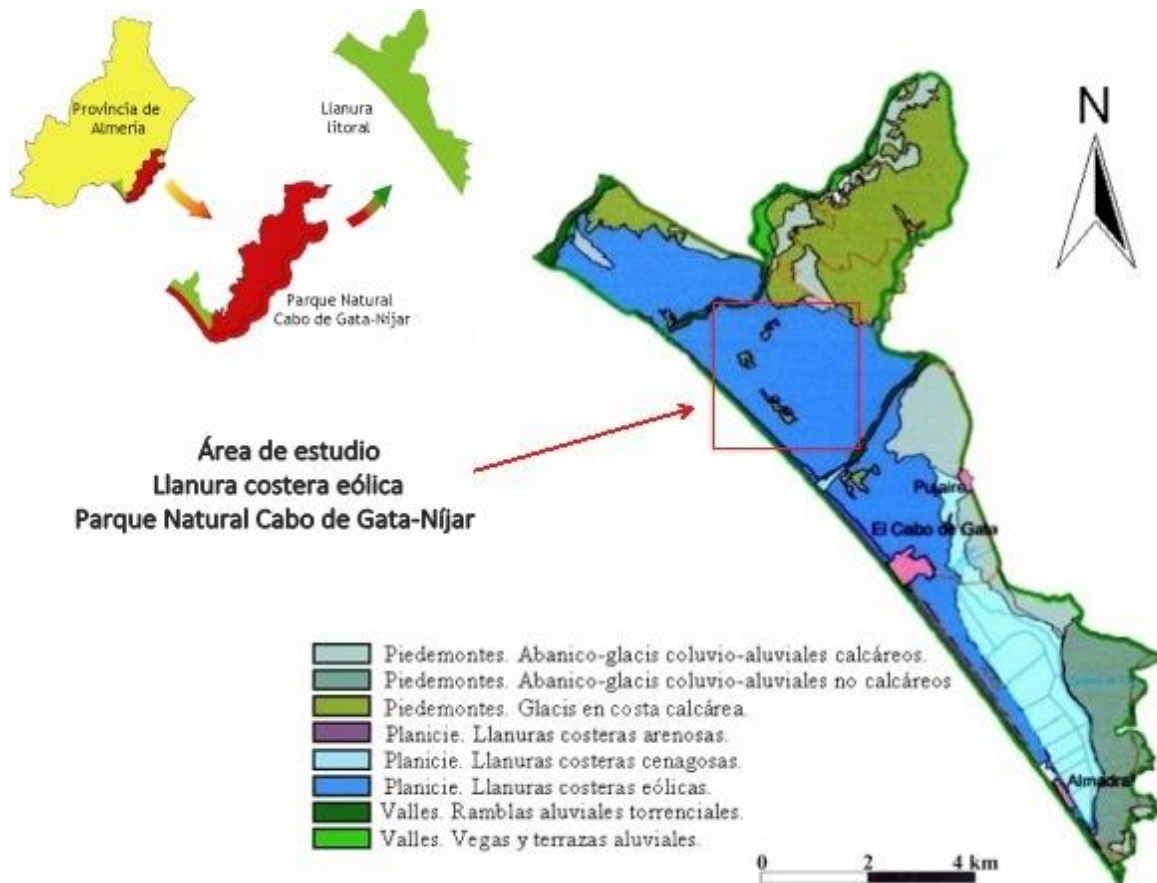 Provincia de
Almería
Llanura
litoral
Parque Natural
Cabo de Gata-Níjar
N
Área de estudio
Llanura costera eólica
Parque Natural Cabo de Gata-Níjar
Pujaire
El Cabo de Gata
Almadrat
Piedemontes. Abanico-glacis coluvio-aluviales calcáreos.
Piedemontes. Abanico-glacis coluvio-aluviales no calcáreos
Piedemontes. Glacis en costa calcárea.
Planicie. Llanuras costeras arenosas.
Planicie. Llanuras costeras cenagosas.
Planicie. Llanuras costeras eólicas.
Valles. Ramblas aluviales torrenciales.
Valles. Vegas y terrazas aluviales.
0 2 4 km